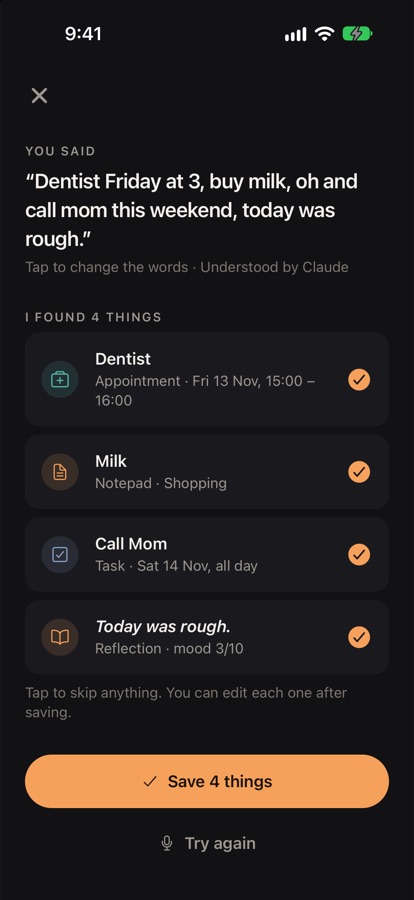 9:41
YOU SAID
“Dentist Friday at 3, buy milk, oh and
call mom this weekend, today was
rough.”
Tap to change the words · Understood by Claude
I FOUND 4 THINGS
Dentist
Appointment · Fri 13 Nov, 15:00 –
16:00
Milk
Notepad · Shopping
Call Mom
Task · Sat 14 Nov, all day
Today was rough.
Reflection · mood 3/10
Tap to skip anything. You can edit each one after
saving.
Save 4 things
Try again